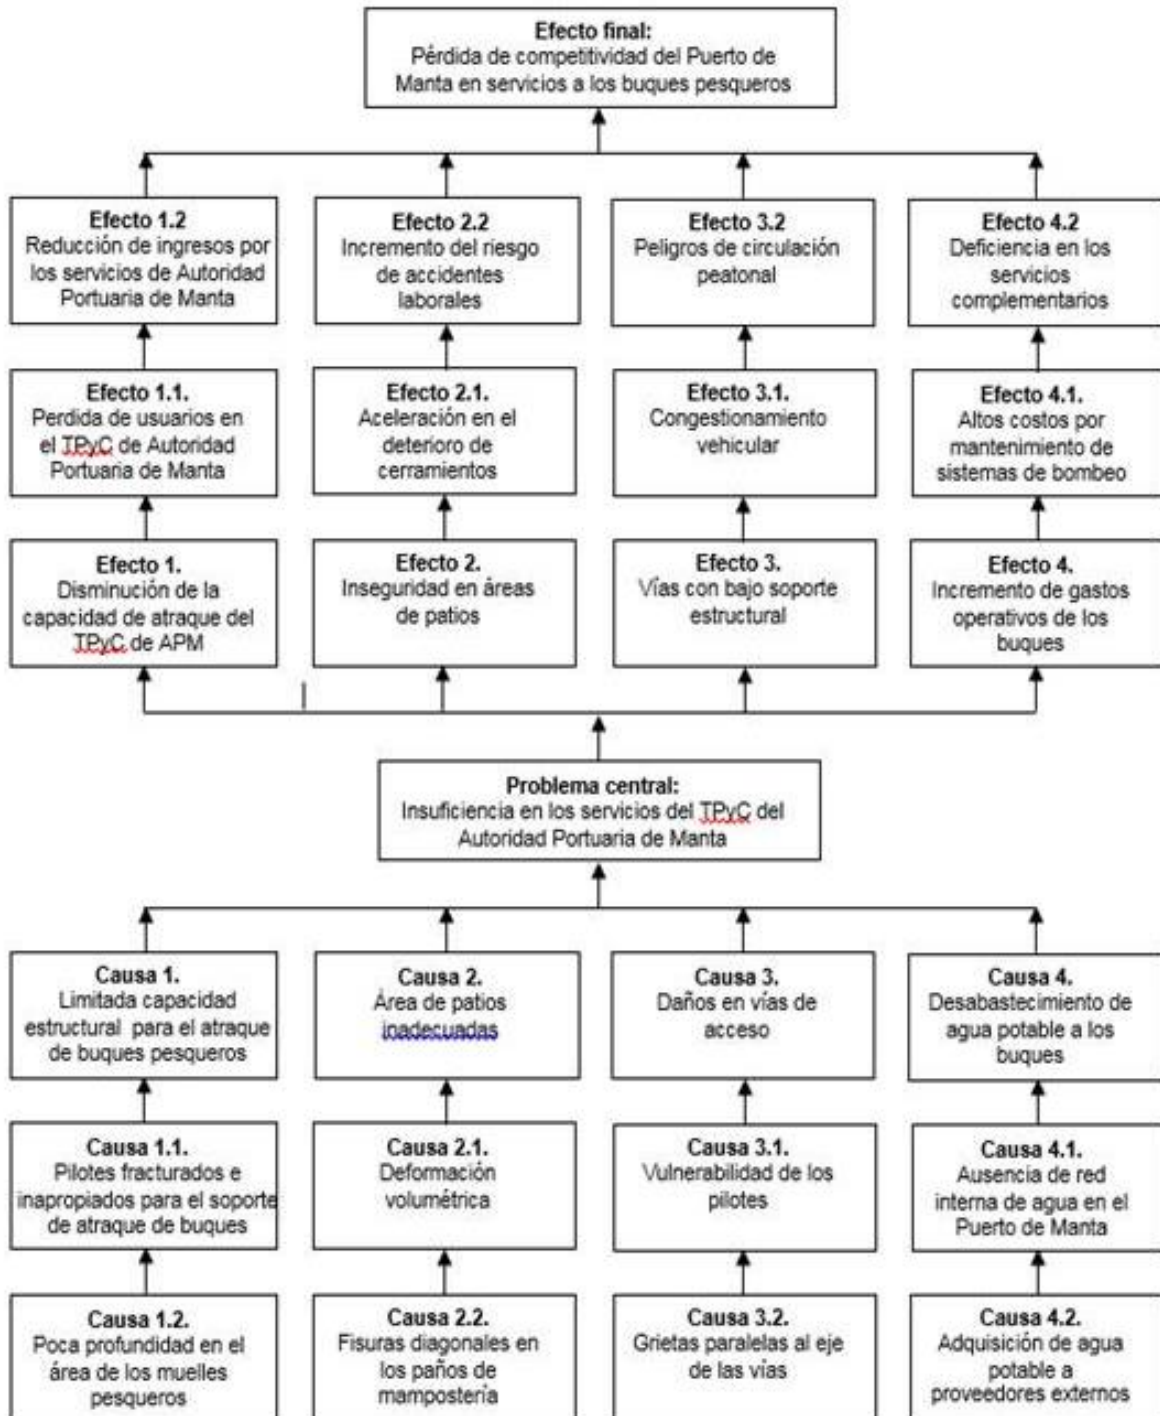 Efecto final:
Pérdida de competitividad del Puerto de
Manta en servicios a los buques pesqueros
Efecto 1.2
Reducción de ingresos por
los servicios de Autoridad
Portuaria de Manta
Efecto 2.2
Incremento del riesgo
de accidentes
laborales
Efecto 3.2
Peligros de circulación
peatonal
Efecto 4.2
Deficiencia en los
servicios
complementarios
Efecto 1.1.
Perdida de usuarios en
el TPyC de Autoridad
Portuaria de Manta
Efecto 2.1.
Aceleración en el
deterioro de
cerramientos
Efecto 3.1.
Congestionamiento
vehicular
Efecto 4.1.
Altos costos por
mantenimiento de
sistemas de bombeo
Efecto 1.
Disminución de la
capacidad de atraque del
TPyC de APM
Efecto 2.
Inseguridad en áreas
de patios
Efecto 3.
Vías con bajo soporte
estructural
Efecto 4.
Incremento de gastos
operativos de los
buques
Problema central:
Insuficiencia en los servicios del TPyC del
Autoridad Portuaria de Manta
Causa 1.
Limitada capacidad
estructural para el atraque
de buques pesqueros
Causa 2.
Área de patios
inadecuadas
Causa 3.
Daños en vías de
acceso
Causa 4.
Desabastecimiento de
agua potable a los
buques
Causa 1.1.
Pilotes fracturados e
inapropiados para el soporte
de atraque de buques
Causa 2.1.
Deformación
volumétrica
Causa 3.1.
Vulnerabilidad de los
pilotes
Causa 4.1.
Ausencia de red
interna de agua en el
Puerto de Manta
Causa 1.2.
Poca profundidad en el
área de los muelles
pesqueros
Causa 2.2.
Fisuras diagonales en
los paños de
mampostería
Causa 3.2.
Grietas paralelas al eje
de las vías
Causa 4.2.
Adquisición de agua
potable a
proveedores externos